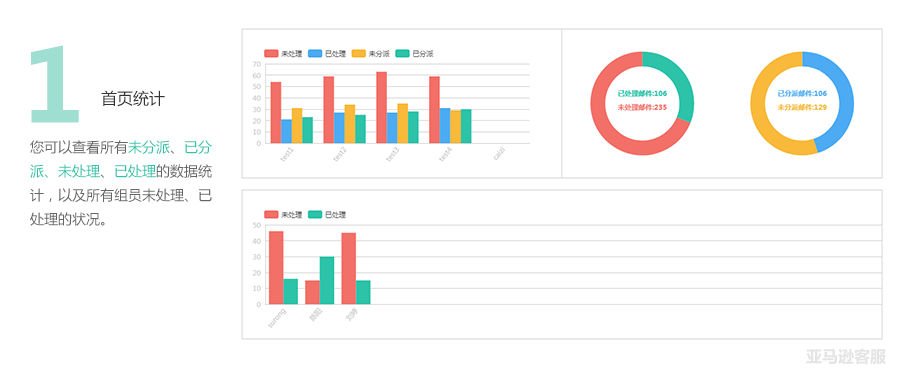 1
首页统计
您可以查看所有未分派、已分
派、未处理、已处理的数据统
计，以及所有组员未处理、已
处理的状况。
未处理 已处理 未分派 已分派
70
60
50
40
30
20
10
0
test1 test2 test3 test4 caizi
已处理邮件:106
未处理邮件:235
已分派邮件:106
未分派邮件:129
未处理 已处理
50
40
30
20
10
0
surong
亚马逊客服